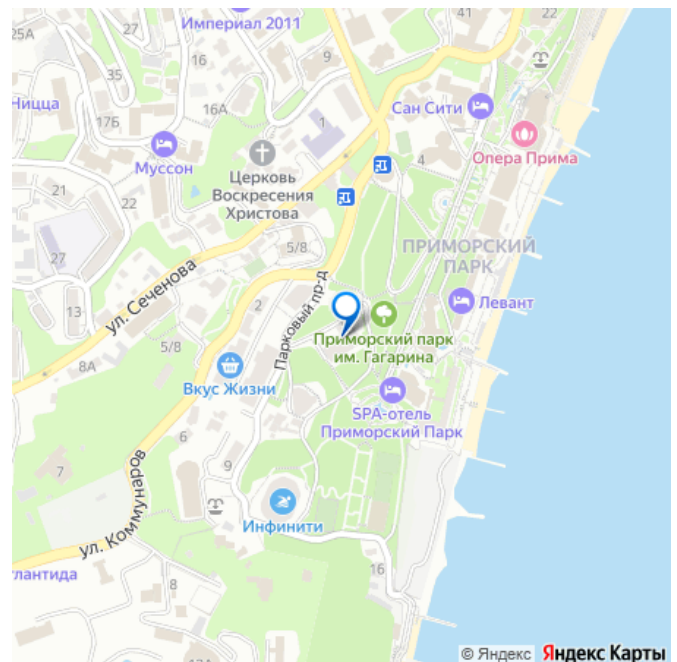 25А
Империал 2011
41
22
35
9
Ницца
16А
17Б
1
Сан Сити
4
Опера Прима
Муссон
Церковь
Воскресения
Христова
21
22
27
5/8
ПРИМОРСКИЙ
ПАРК
ул. Сеченова
Парковый пр-д
13
2
Левант
Приморский парк
им. Гагарина
5/8
8А
Вкус Жизни
SPA-отель
Приморский Парк
6
7
9
ул. Коммунаров
Инфинити
тлантида
8
16
© Яндекс Яндекс Карты